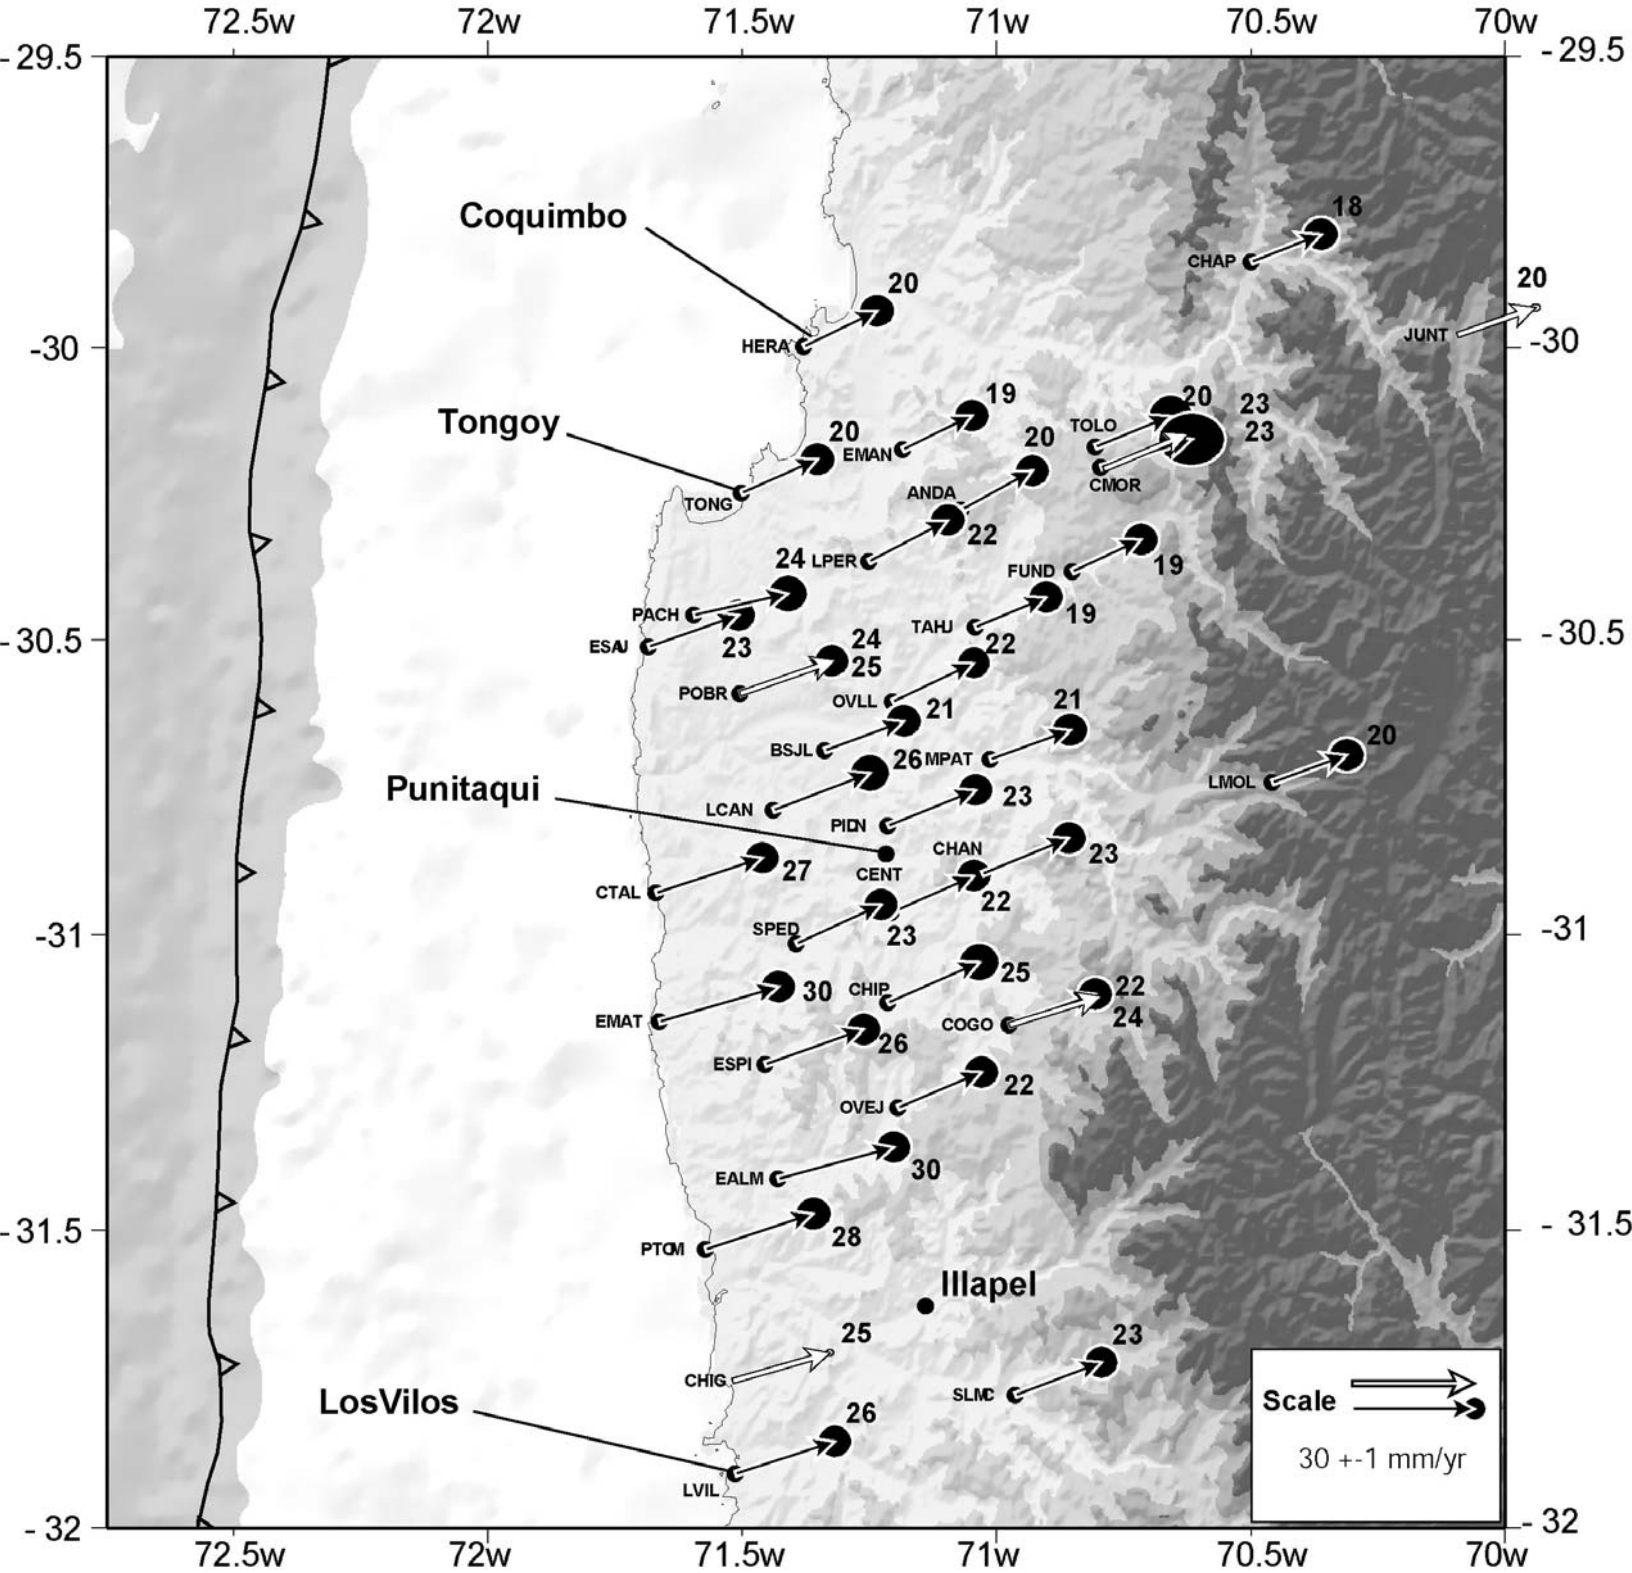 72.5w 72w 71.5w 71w 70.5w 70w
-29.5 -29.5
18
Coquimbo
CHAP
20
20
JUNT
-30 HERA -30
19
20 23
Tongoy
20
TOLO
23
EMAN
20
CMOR
ANDA
TONG
22
24
LPER
FUND
19
PACH
19
TAHJ
-30.5 ESAJ 23 -30.5
24
22
25
POBR
OVLL
21
21
BSJL
26
MPAT
20
LMOL
Punitaqui
LCAN
23
PIDN
CHAN
23
27
CENT
CTAL
22
SPED
23
-31 -31
25
CHIP
30
22
EMAT
COGO
24
ESPI
26
22
OVEJ
EALM
30
-31.5 -31.5
PTOM
28
Illapel
25
23
CHIG
SLMC
Scale
LosVilos
26
30 +-1 mm/yr
LVIL
-32 -32
72.5w 72w 71.5w 71w 70.5w 70w